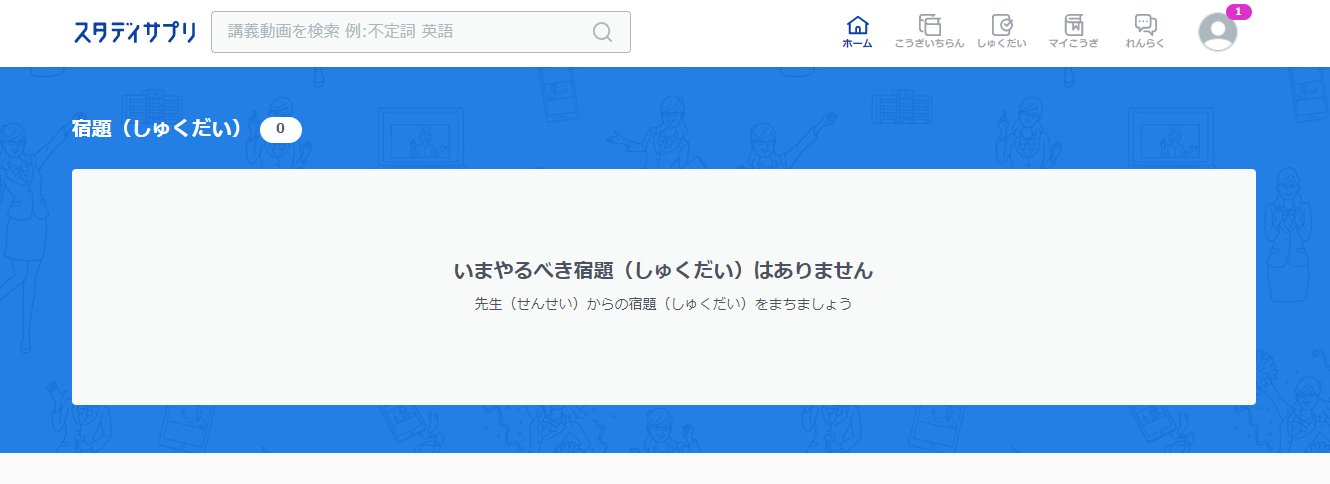 スタディサプリ
講義動画を検索 例:不定詞 英語
ホーム
こうざいちらん
しゅくだい
マイこうぎ
れんらく
1
宿題（しゅくだい） 0
いまやるべき宿題（しゅくだい）はありません
先生（せんせい）からの宿題（しゅくだい）をまちましょう